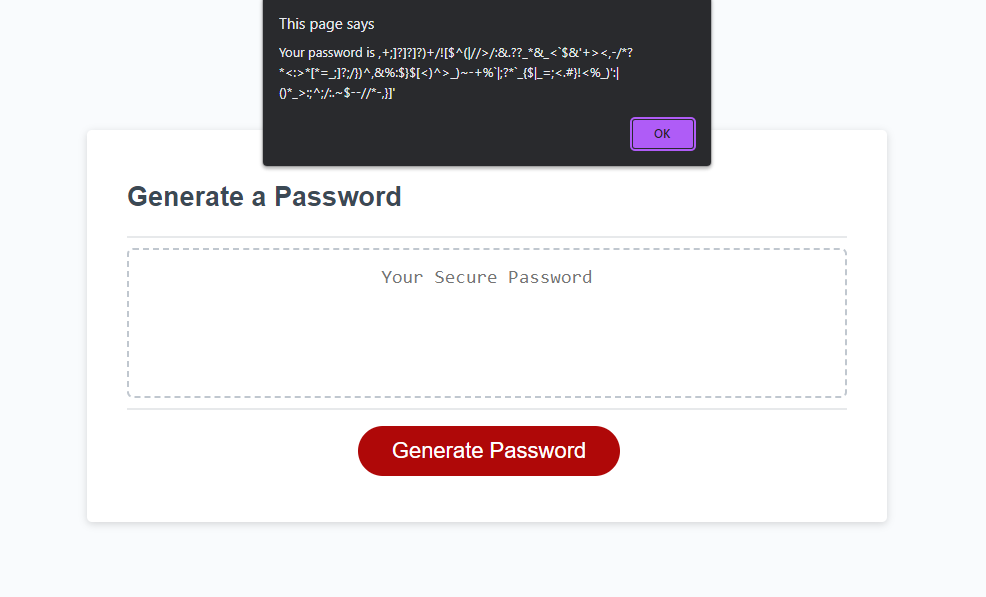 This page says
Your password is ,+;]?]?]?)+/![$^(|//>/:&.??_*&_<`$&'+><,-/*?
*<:>*[*=_;]?;/})^,&%:$}$[<)^>_)~-+%`|;?*`_{$|_=;<.#}!<%_)':|
()*_>:;^;/:.~$--//*-,}]'
OK
Generate a Password
Your Secure Password
Generate Password